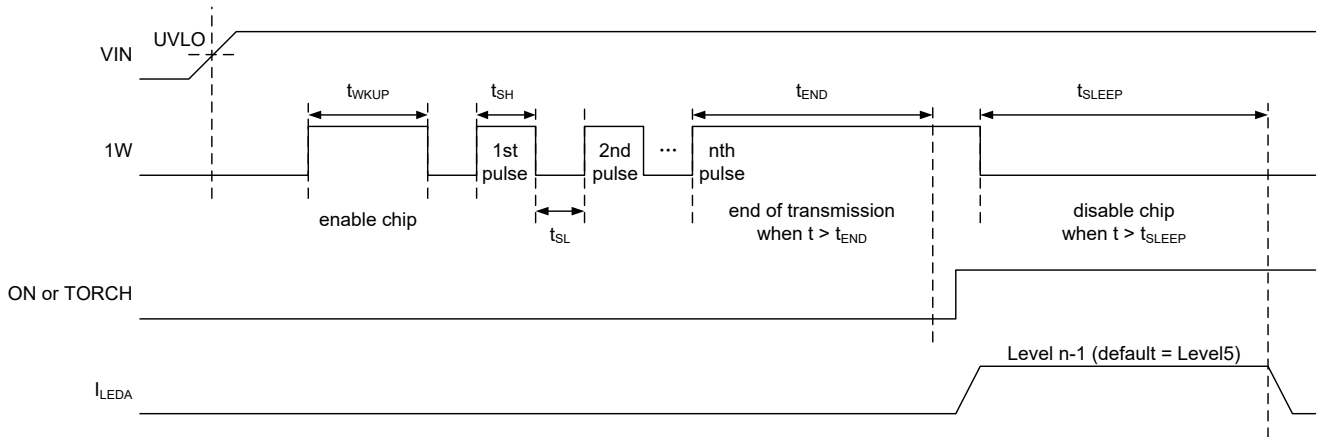 UVLO
VIN
tWKUP
tSH
tEND
tSLEEP
1W
1st
pulse
2nd
pulse
...
nth
pulse
enable chip
tSL
end of transmission
when t > tEND
disable chip
when t > tSLEEP
ON or TORCH
Level n-1 (default = Level5)
ILEDA